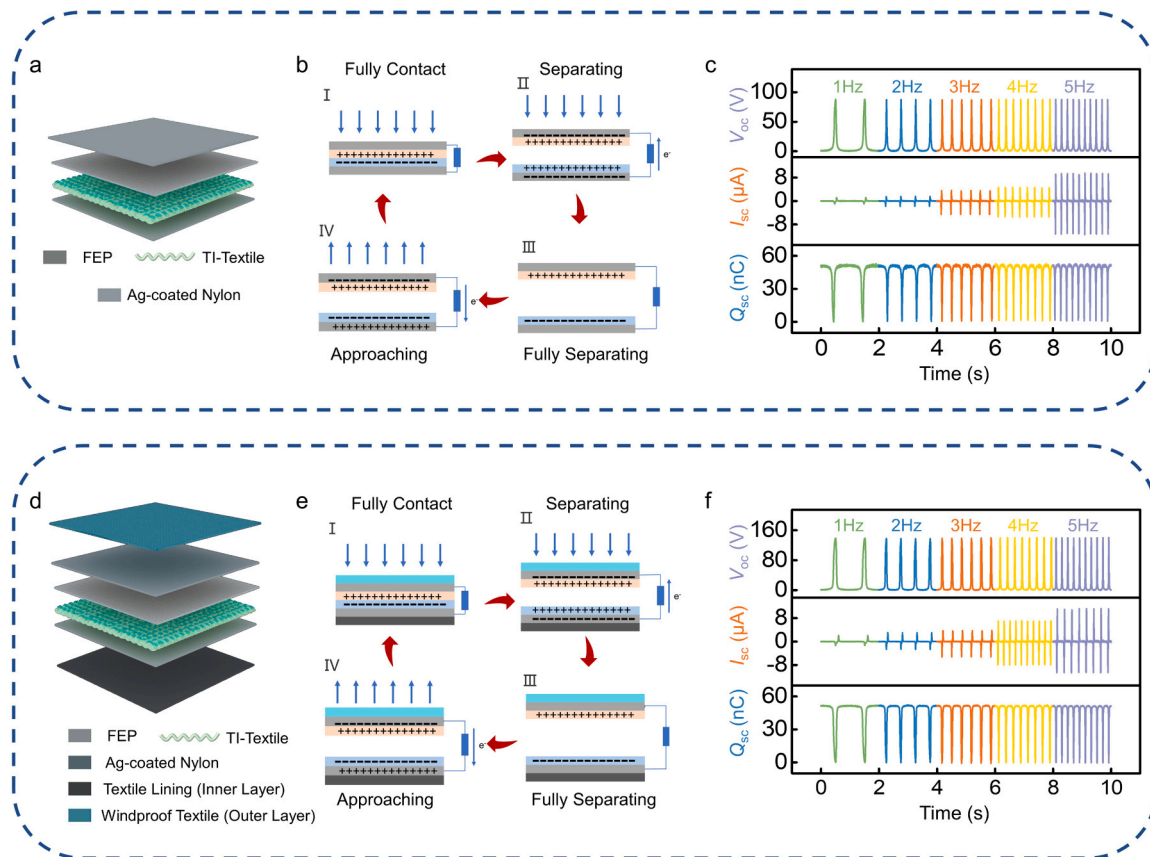 a
FEP
TI-Textile
Ag-coated Nylon
b
Fully Contact
Separating
I
II
e-
IV
III
e-
Approaching
Fully Separating
c
1Hz 2Hz 3Hz 4Hz 5Hz
Voc (V)
100
50
0
Isc (μA)
8
0
-8
Qsc (nC)
60
30
0
0 2 4 6 8 10
Time (s)
d
FEP
TI-Textile
Ag-coated Nylon
Textile Lining (Inner Layer)
Windproof Textile (Outer Layer)
e
Fully Contact
Separating
I
II
e-
IV
III
e-
Approaching
Fully Separating
f
1Hz 2Hz 3Hz 4Hz 5Hz
Voc (V)
160
80
0
Isc (μA)
8
0
-8
Qsc (nC)
60
30
0
0 2 4 6 8 10
Time (s)